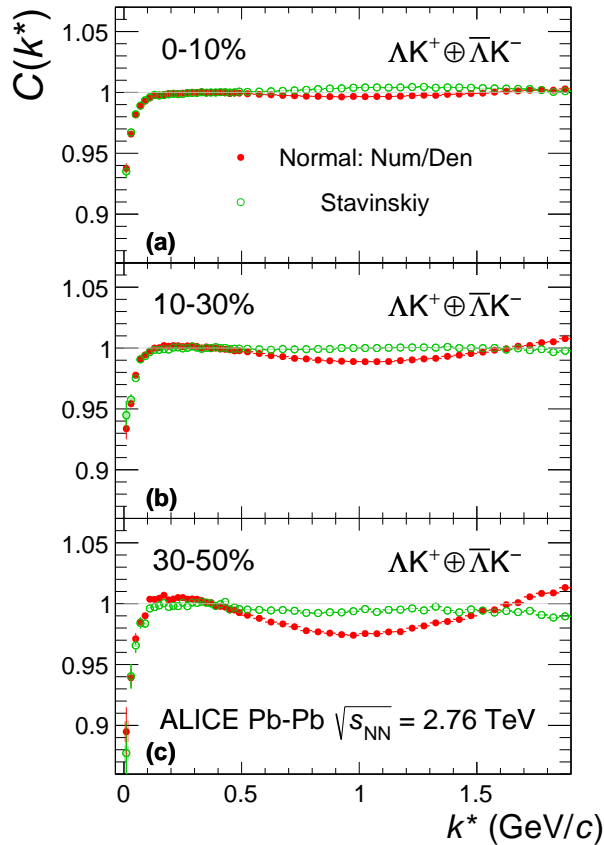 C(k*)
1.05
1
0.95
0.9
0-10%
ΛK⁺ ⊕ Λ̅K⁻
Normal: Num/Den
Stavinskiy
(a)
1.05
1
0.95
0.9
10-30%
ΛK⁺ ⊕ Λ̅K⁻
(b)
1.05
1
0.95
0.9
30-50%
ΛK⁺ ⊕ Λ̅K⁻
ALICE Pb-Pb √s_NN = 2.76 TeV
(c)
0 0.5 1 1.5
k* (GeV/c)